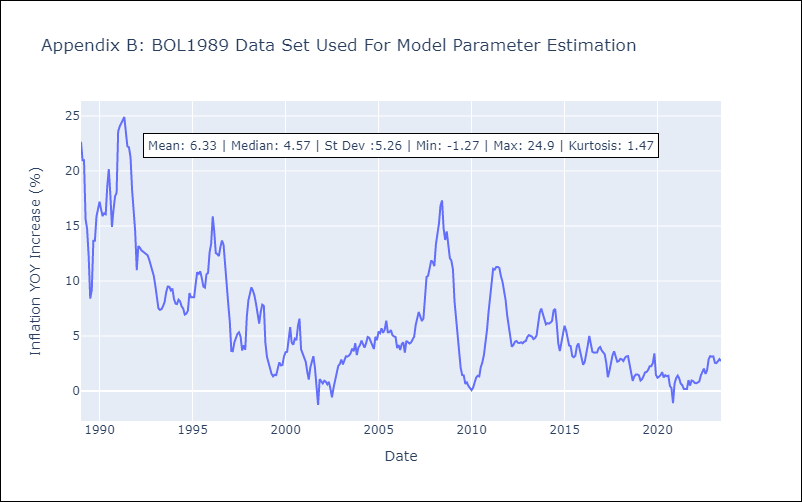 Appendix B: BOL1989 Data Set Used For Model Parameter Estimation
25
Mean: 6.33 | Median: 4.57 | St Dev :5.26 | Min: -1.27 | Max: 24.9 | Kurtosis: 1.47
20
15
10
5
0
Inflation YOY Increase (%)
1990 1995 2000 2005 2010 2015 2020
Date